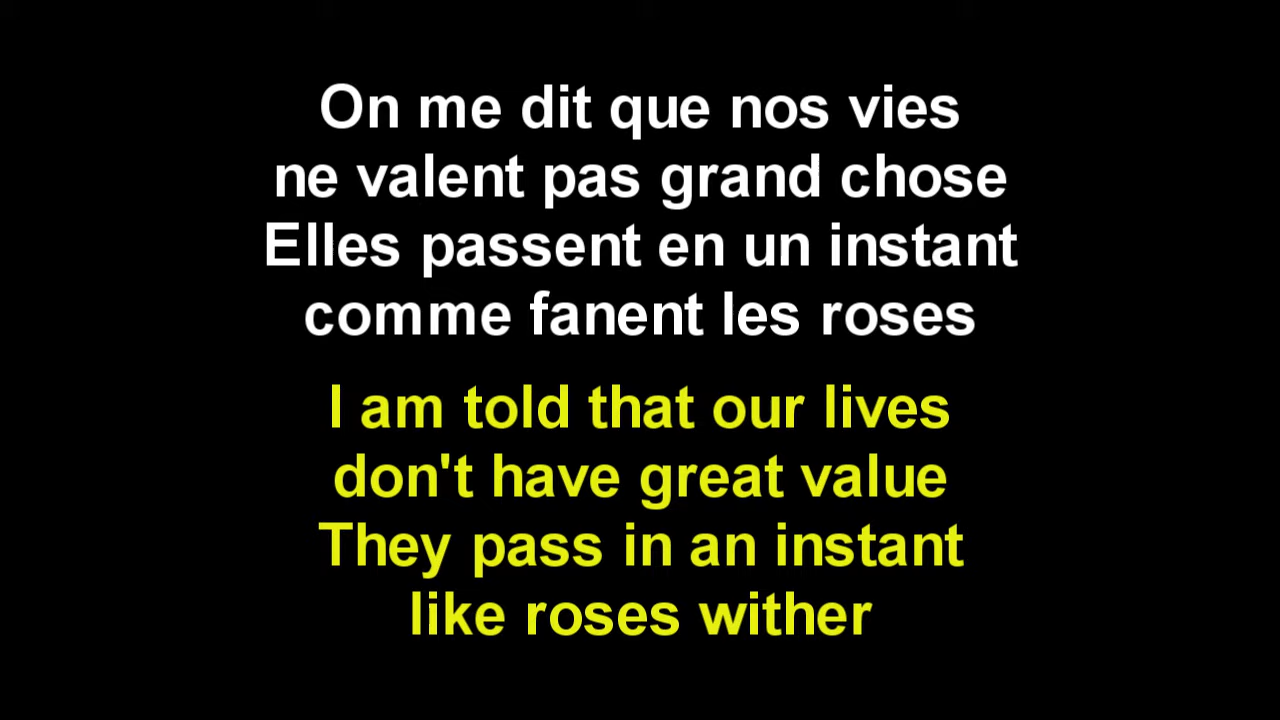 On me dit que nos vies
ne valent pas grand chose
Elles passent en un instant
comme fanent les roses
I am told that our lives
don't have great value
They pass in an instant
like roses wither